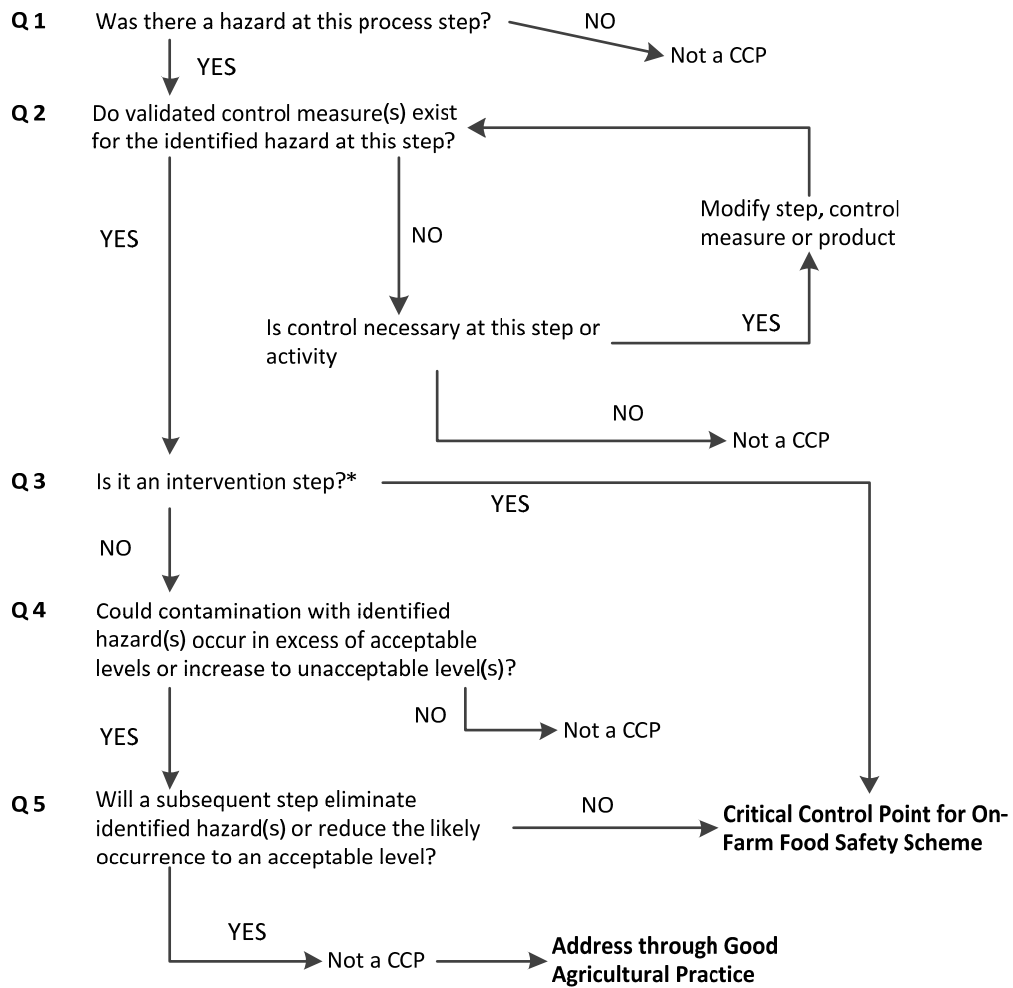 Q 1 Was there a hazard at this process step?
NO
Not a CCP
YES
Q 2 Do validated control measure(s) exist
for the identified hazard at this step?
Modify step, control
measure or product
YES
NO
Is control necessary at this step or
activity
YES
NO
Not a CCP
Q 3 Is it an intervention step?*
YES
NO
Q 4 Could contamination with identified
hazard(s) occur in excess of acceptable
levels or increase to unacceptable level(s)?
NO
Not a CCP
YES
Q 5 Will a subsequent step eliminate
identified hazard(s) or reduce the likely
occurrence to an acceptable level?
NO
Critical Control Point for On-
Farm Food Safety Scheme
YES
Not a CCP
Address through Good
Agricultural Practice